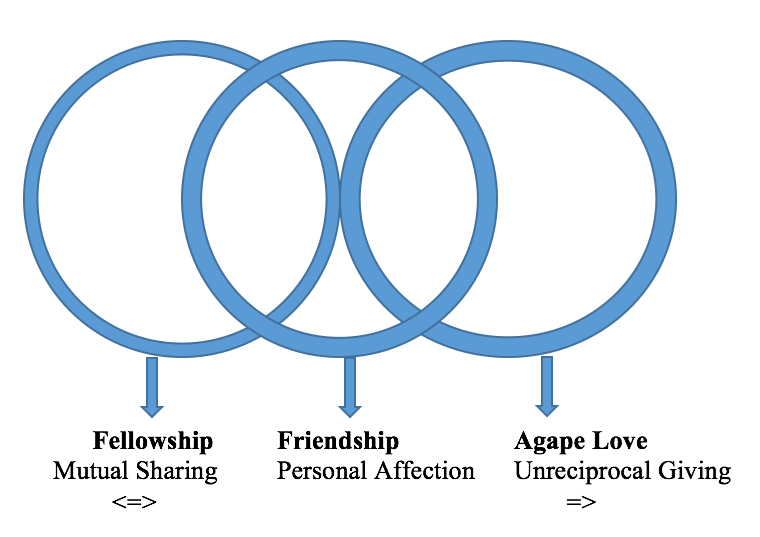 Fellowship
Mutual Sharing
<=>
Friendship
Personal Affection
Agape Love
Unreciprocal Giving
=>